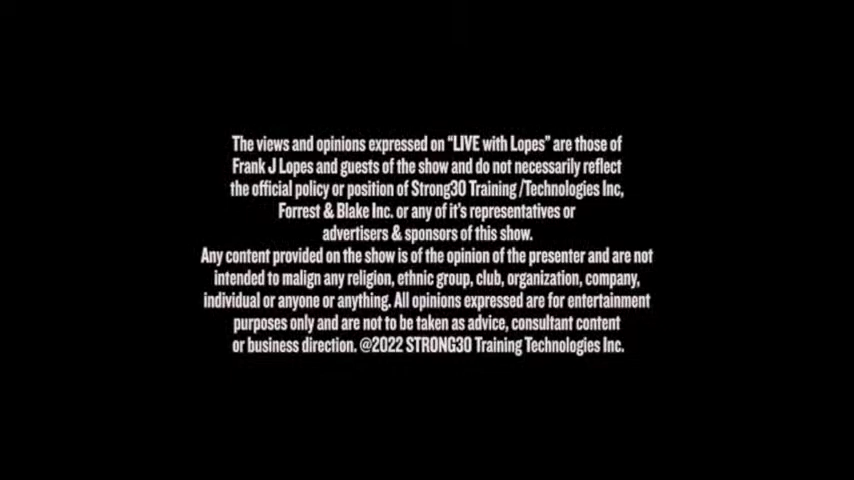 The views and opinions expressed on “LIVE with Lopes” are those of
Frank J Lopes and guests of the show and do not necessarily reflect
the official policy or position of Strong30 Training /Technologies Inc,
Forrest & Blake Inc. or any of it's representatives or
advertisers & sponsors of this show.
Any content provided on the show is of the opinion of the presenter and are not
intended to malign any religion, ethnic group, club, organization, company,
individual or anyone or anything. All opinions expressed are for entertainment
purposes only and are not to be taken as advice, consultant content
or business direction. @2022 STRONG30 Training Technologies Inc.